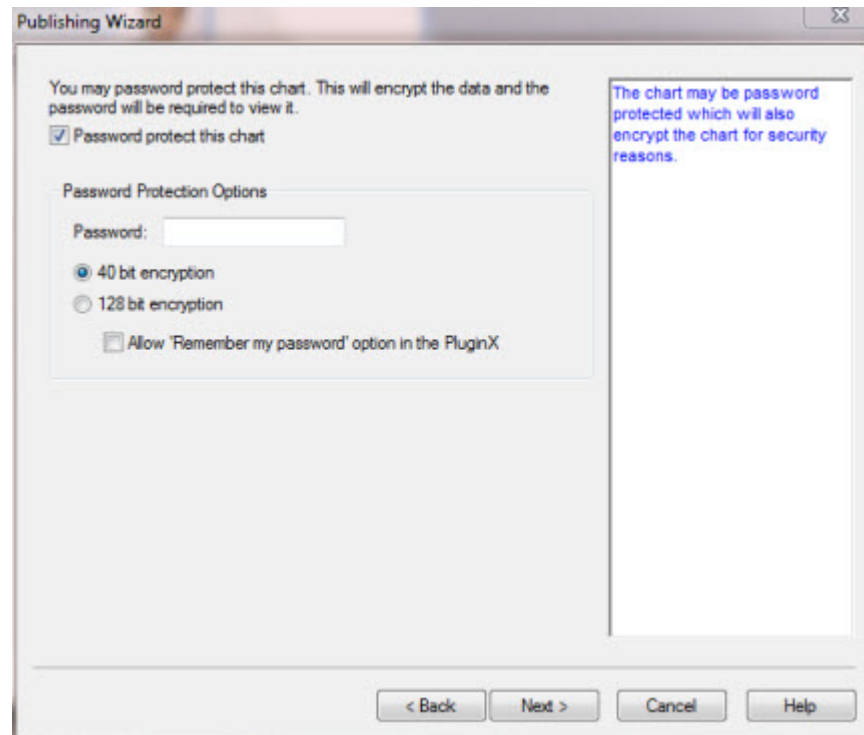 Publishing Wizard
You may password protect this chart. This will encrypt the data and the
password will be required to view it.
Password protect this chart
Password Protection Options
Password:
40 bit encryption
128 bit encryption
Allow 'Remember my password' option in the PluginX
The chart may be password
protected which will also
encrypt the chart for security
reasons.
< Back
Next >
Cancel
Help